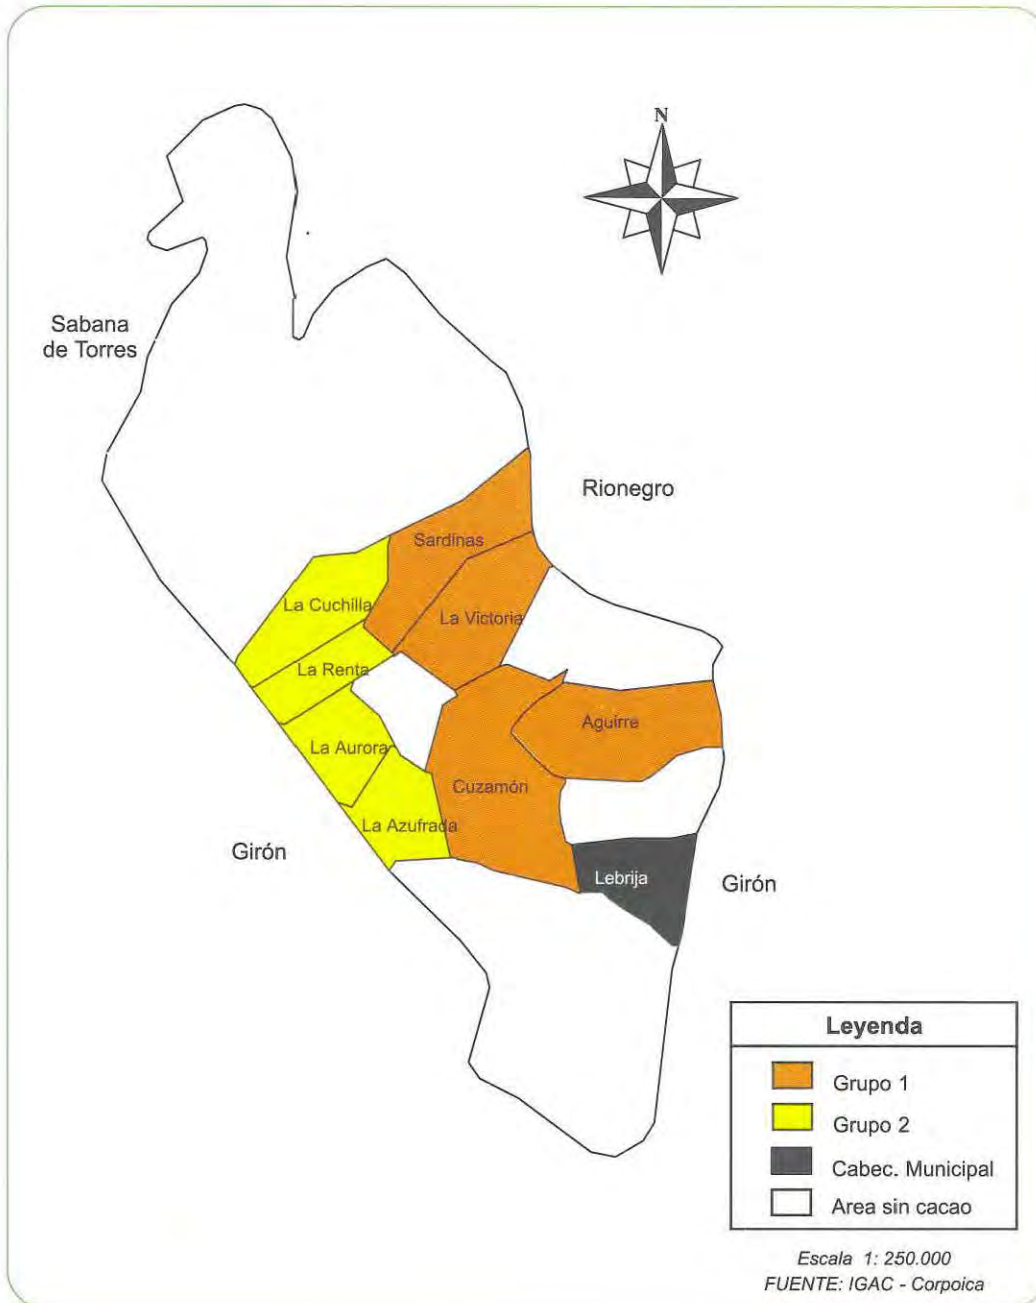 N
Sabana
de Torres
Rionegro
Sardinas
La Cuchilla
La Victoria
La Renta
Aguirre
La Aurora
Cuzamón
La Azufrada
Girón
Lebrija
Girón
Leyenda
Grupo 1
Grupo 2
Cabec. Municipal
Area sin cacao
Escala 1: 250.000
FUENTE: IGAC - Corpoica